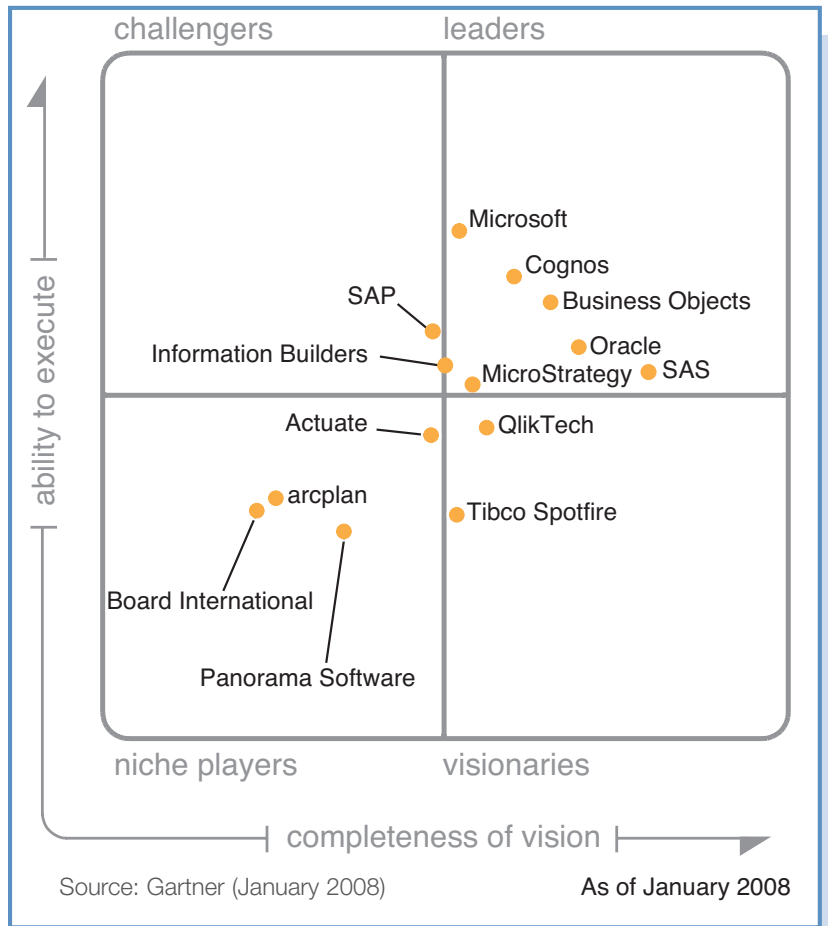 challengers
leaders
Microsoft
Cognos
SAP
Business Objects
Information Builders
Oracle
MicroStrategy
SAS
ability to execute
Actuate
QlikTech
arcplan
Tibco Spotfire
Board International
Panorama Software
niche players
visionaries
completeness of vision
Source: Gartner (January 2008)
As of January 2008